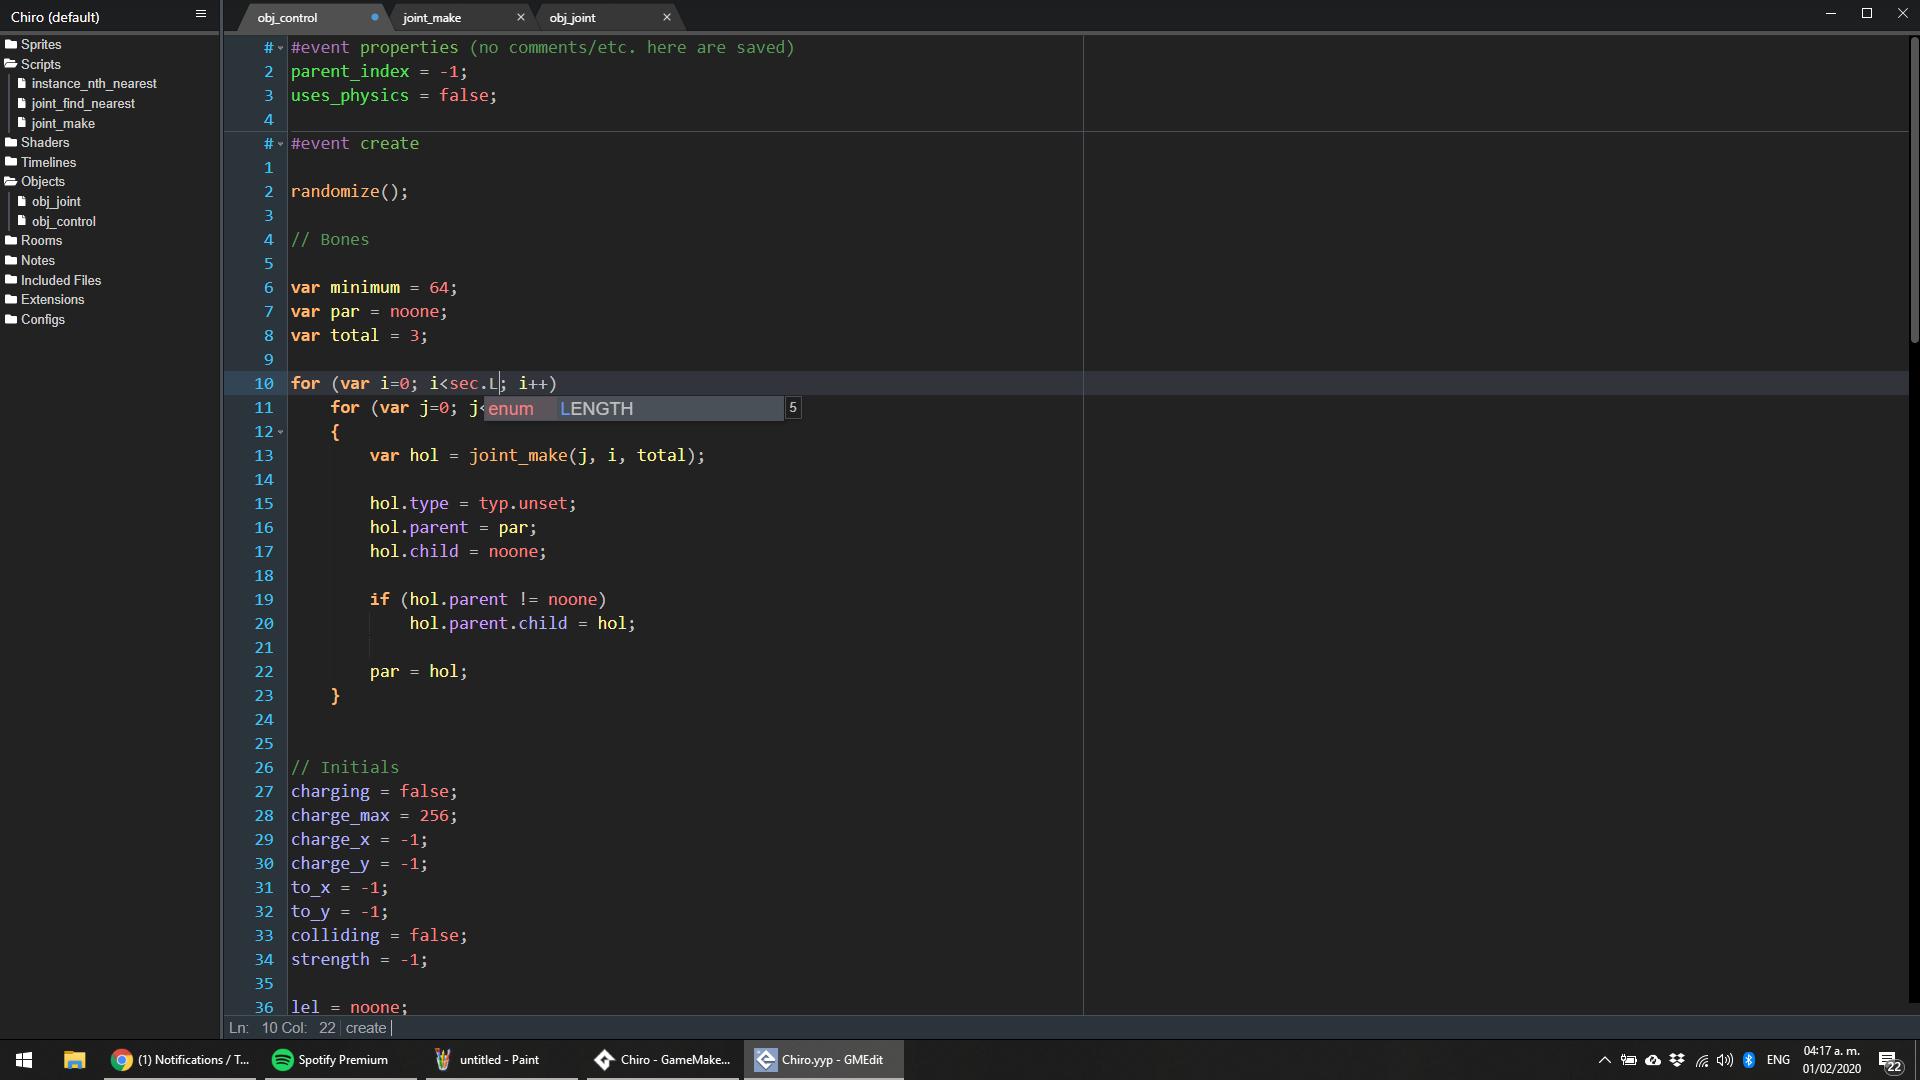 Chiro (default)
Sprites
Scripts
instance_nth_nearest
joint_find_nearest
joint_make
Shaders
Timelines
Objects
obj_joint
obj_control
Rooms
Notes
Included Files
Extensions
Configs
obj_control
joint_make
obj_joint
# #event properties (no comments/etc. here are saved)
2 parent_index = -1;
3 uses_physics = false;
4
# #event create
1
2 randomize();
3
4 // Bones
5
6 var minimum = 64;
7 var par = noone;
8 var total = 3;
9
10 for (var i=0; i<sec.L; i++)
11 for (var j=0; j<
enum LENGTH 5
12 {
13 var hol = joint_make(j, i, total);
14
15 hol.type = typ.unset;
16 hol.parent = par;
17 hol.child = noone;
18
19 if (hol.parent != noone)
20 hol.parent.child = hol;
21
22 par = hol;
23 }
24
25
26 // Initials
27 charging = false;
28 charge_max = 256;
29 charge_x = -1;
30 charge_y = -1;
31 to_x = -1;
32 to_y = -1;
33 colliding = false;
34 strength = -1;
35
36 lel = noone;
Ln: 10 Col: 22 create
(1) Notifications / T...
Spotify Premium
untitled - Paint
Chiro - GameMake...
Chiro.yyp - GMEdit
ENG
04:17 a. m.
01/02/2020
22